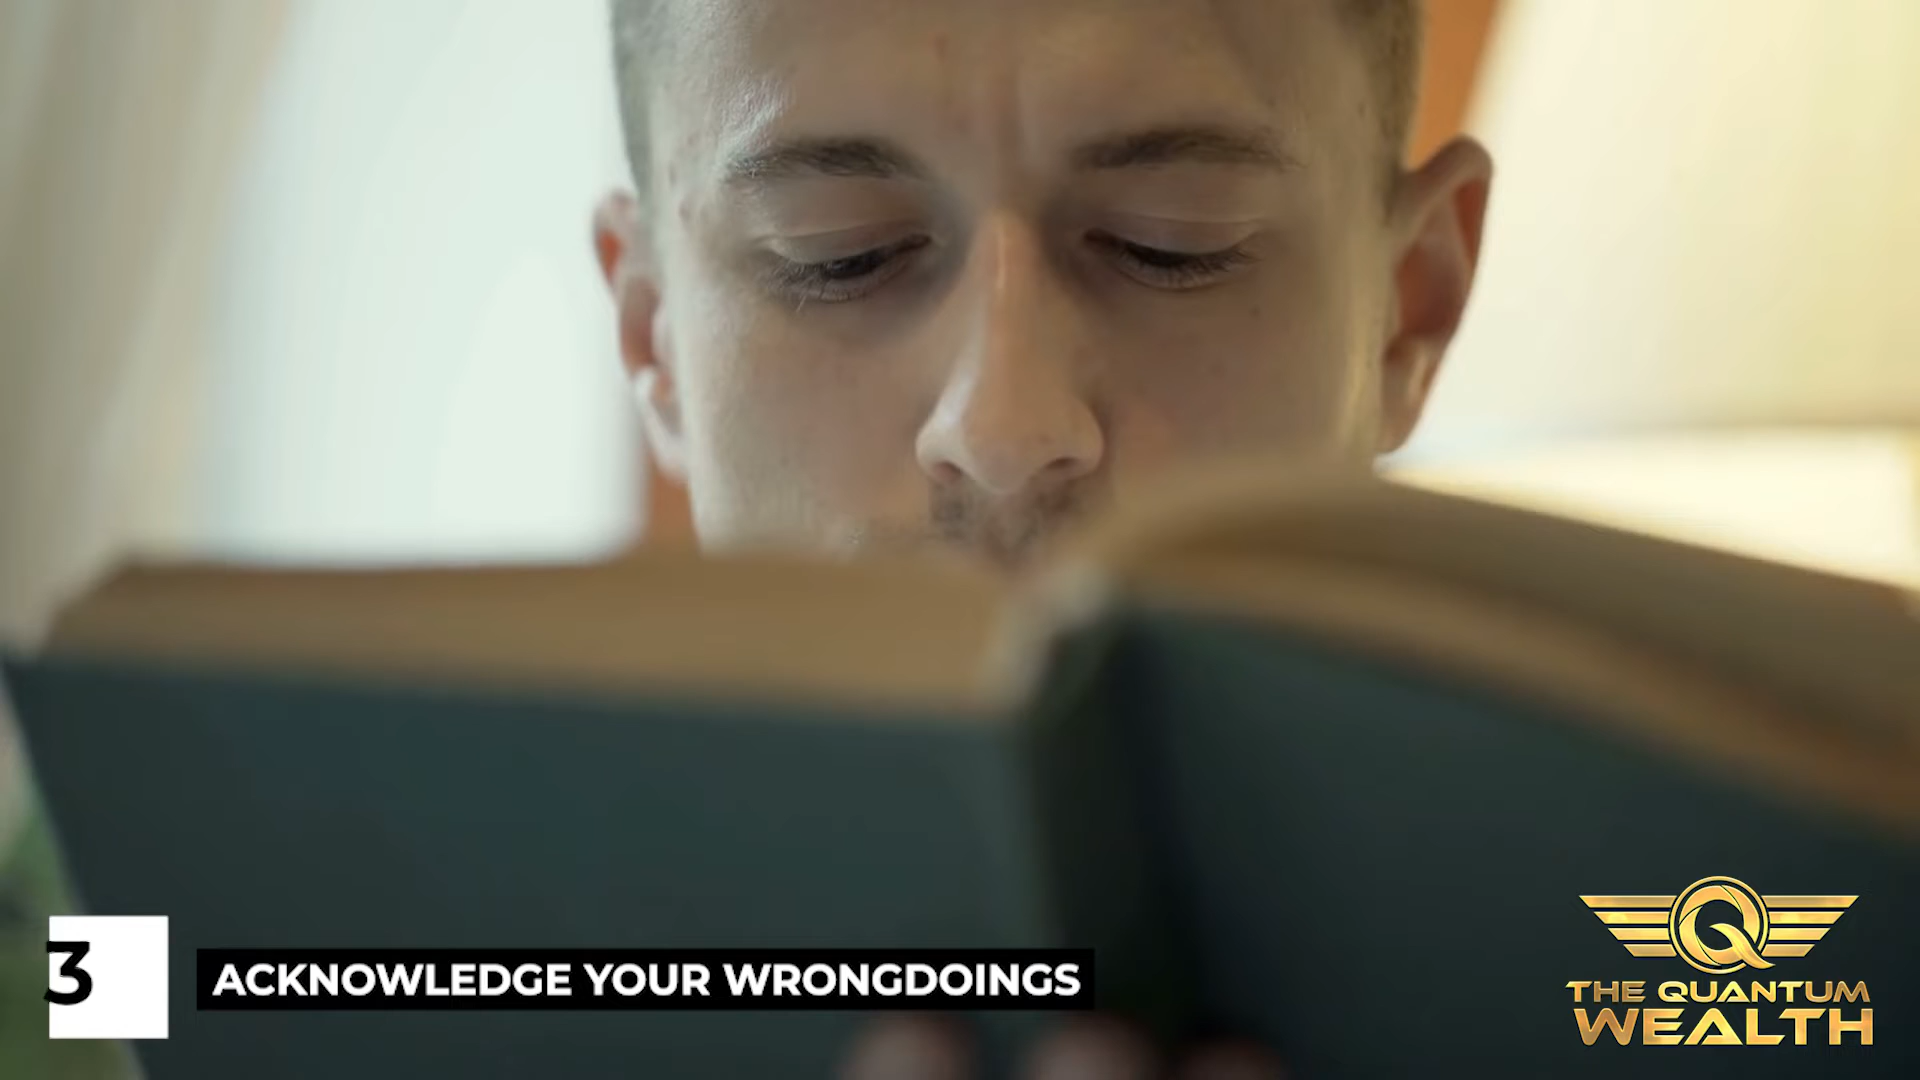 3
ACKNOWLEDGE YOUR WRONGDOINGS
Q
THE QUANTUM
WEALTH